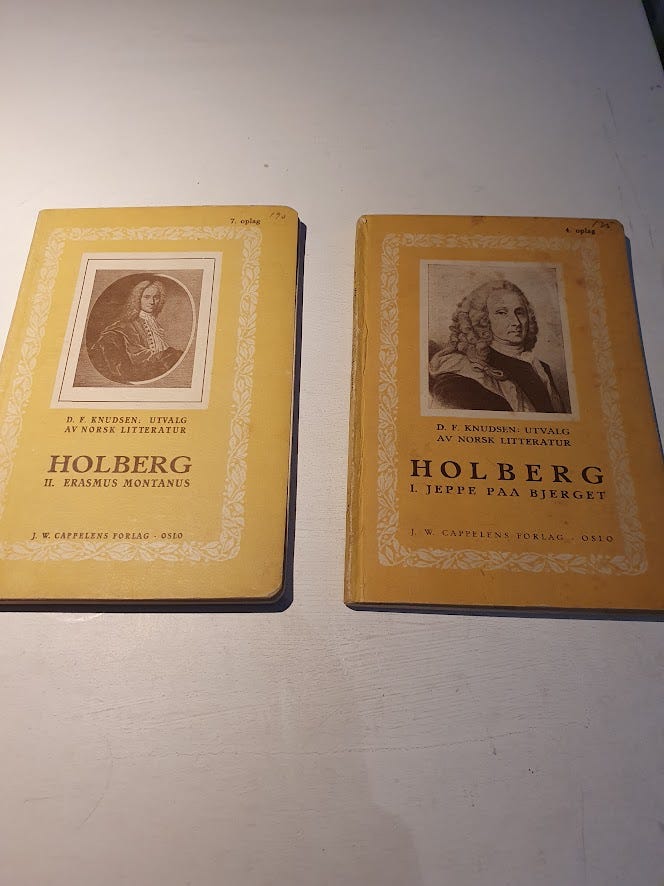 7. oplag
D. F. KNUDSEN: UTVALG
AV NORSK LITTERATUR
HOLBERG
II. ERASMUS MONTANUS
J. W. CAPPELENS FORLAG · OSLO
4. oplag
D. F. KNUDSEN: UTVALG
AV NORSK LITTERATUR
HOLBERG
I. JEPPE PAA BJERGET
J. W. CAPPELENS FORLAG · OSLO